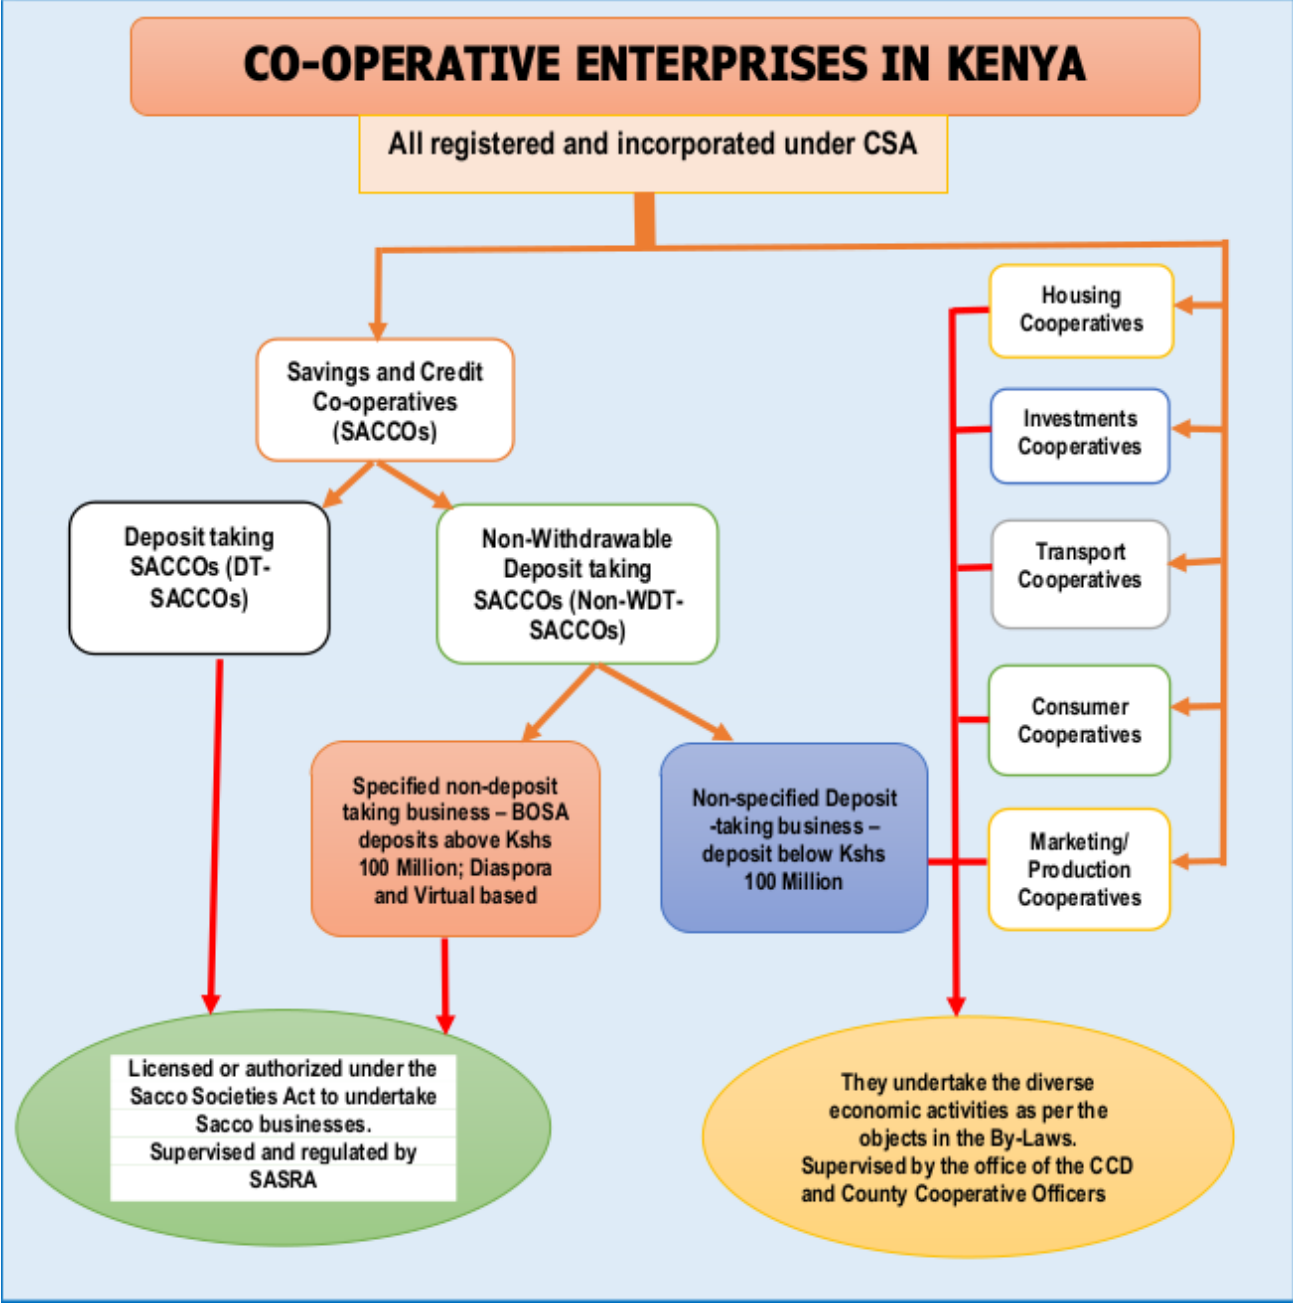 CO-OPERATIVE ENTERPRISES IN KENYA
All registered and incorporated under CSA
Savings and Credit
Co-operatives
(SACCOs)
Deposit taking
SACCOs (DT-
SACCOs)
Non-Withdrawable
Deposit taking
SACCOs (Non-WDT-
SACCOs)
Specified non-deposit
taking business – BOSA
deposits above Kshs
100 Million; Diaspora
and Virtual based
Non-specified Deposit
-taking business –
deposit below Kshs
100 Million
Housing
Cooperatives
Investments
Cooperatives
Transport
Cooperatives
Consumer
Cooperatives
Marketing/
Production
Cooperatives
Licensed or authorized under the
Sacco Societies Act to undertake
Sacco businesses.
Supervised and regulated by
SASRA
They undertake the diverse
economic activities as per the
objects in the By-Laws.
Supervised by the office of the CCD
and County Cooperative Officers